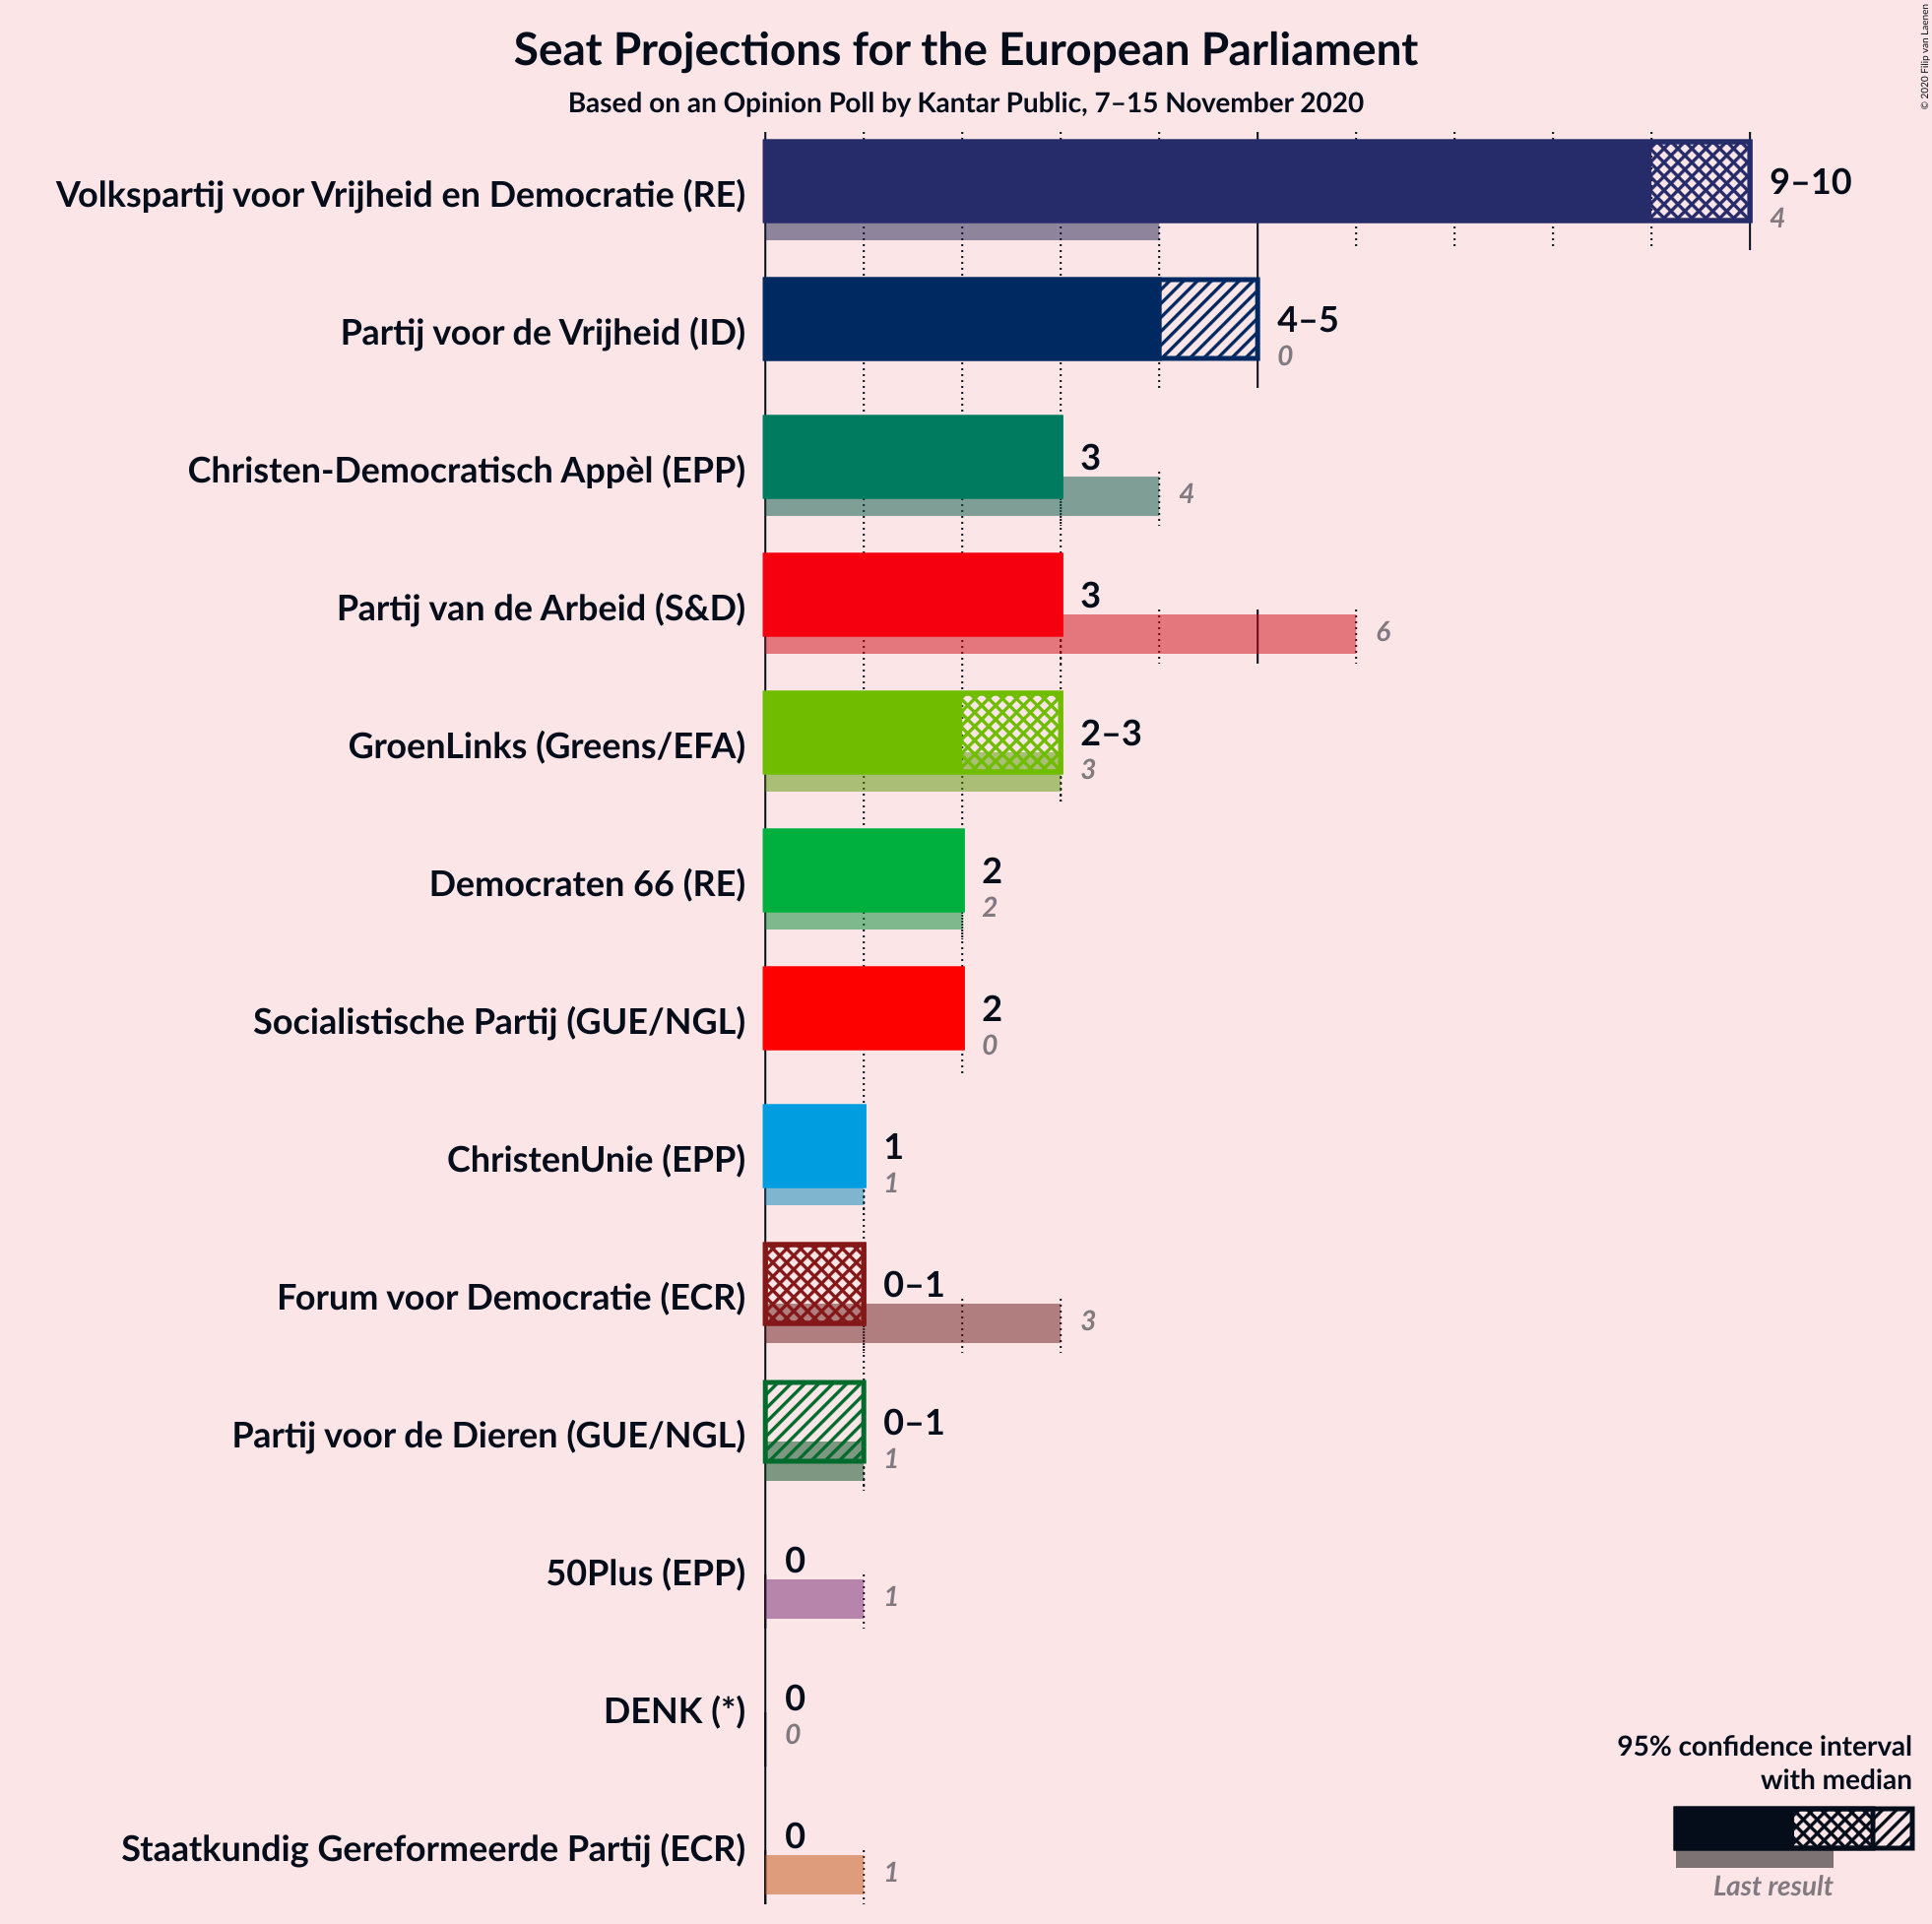 Seat Projections for the European Parliament
Based on an Opinion Poll by Kantar Public, 7–15 November 2020
© 2020 Filip van Laenen
Volkspartij voor Vrijheid en Democratie (RE)
9–10
4
Partij voor de Vrijheid (ID)
4–5
0
Christen-Democratisch Appèl (EPP)
3
4
Partij van de Arbeid (S&D)
3
6
GroenLinks (Greens/EFA)
2–3
3
Democraten 66 (RE)
2
2
Socialistische Partij (GUE/NGL)
2
0
ChristenUnie (EPP)
1
1
Forum voor Democratie (ECR)
0–1
3
Partij voor de Dieren (GUE/NGL)
0–1
1
50Plus (EPP)
0
1
DENK (*)
0
0
Staatkundig Gereformeerde Partij (ECR)
0
1
95% confidence interval
with median
Last result